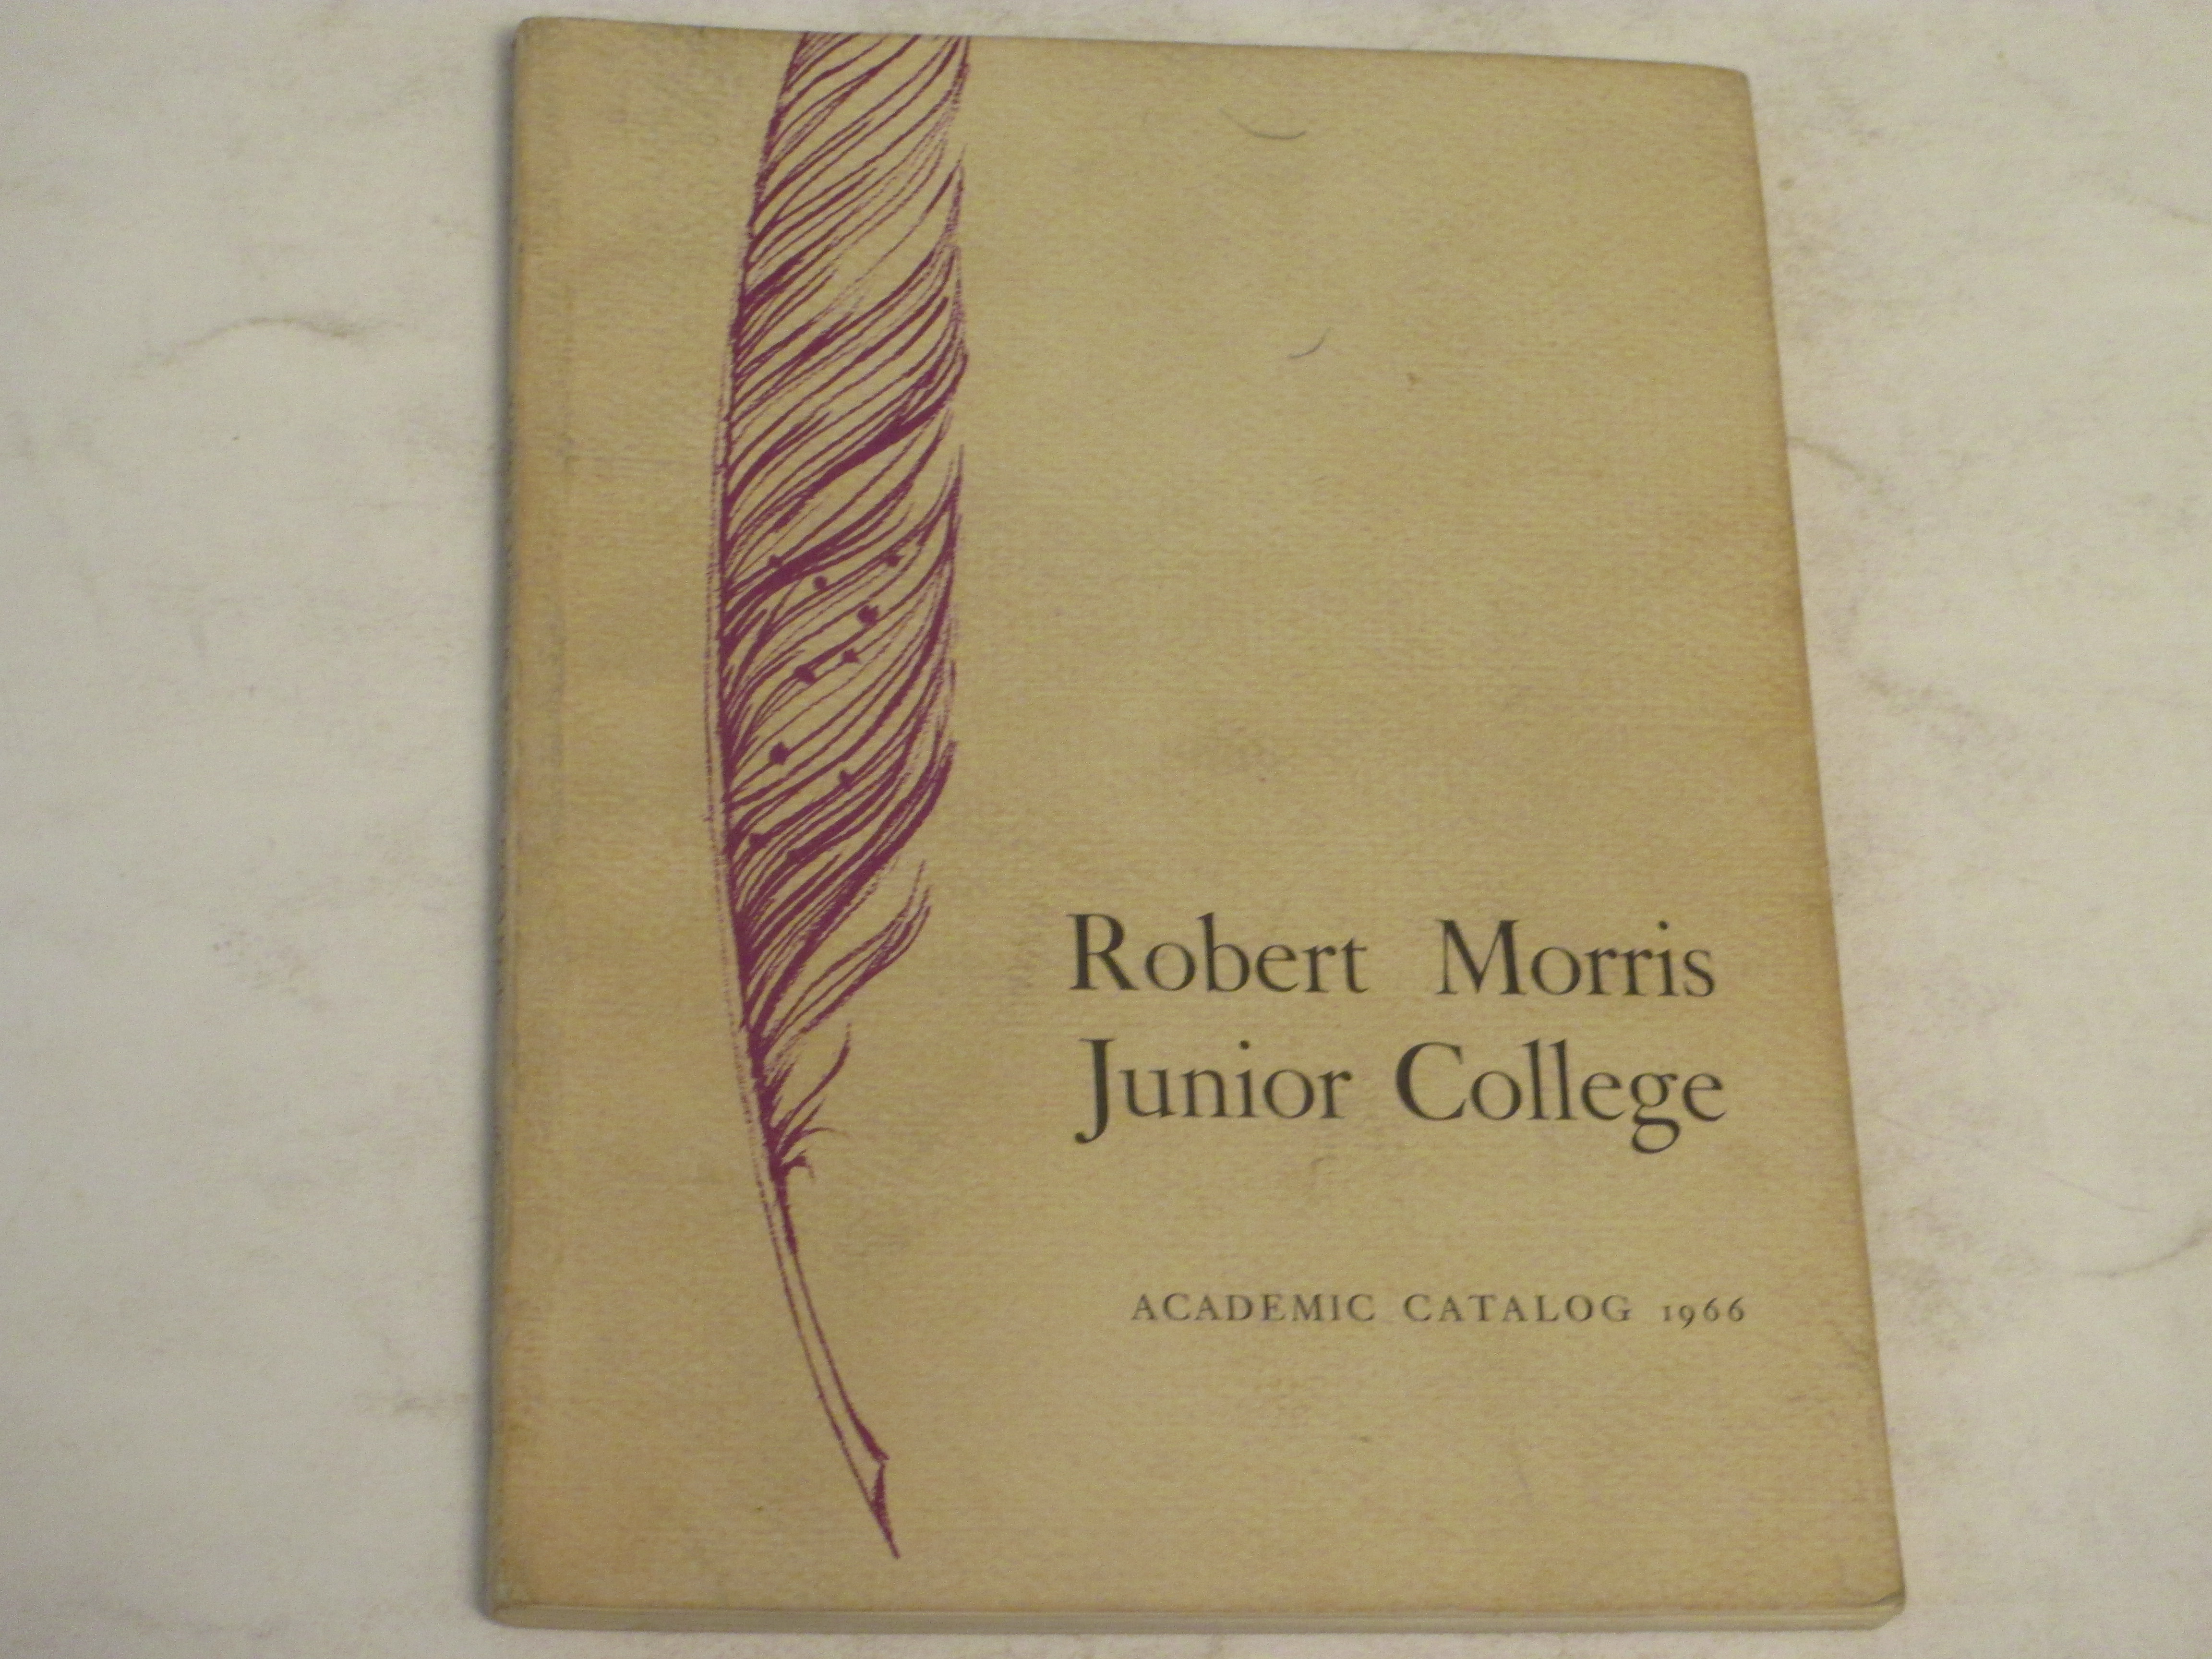 Robert Morris
Junior College
ACADEMIC CATALOG 1966